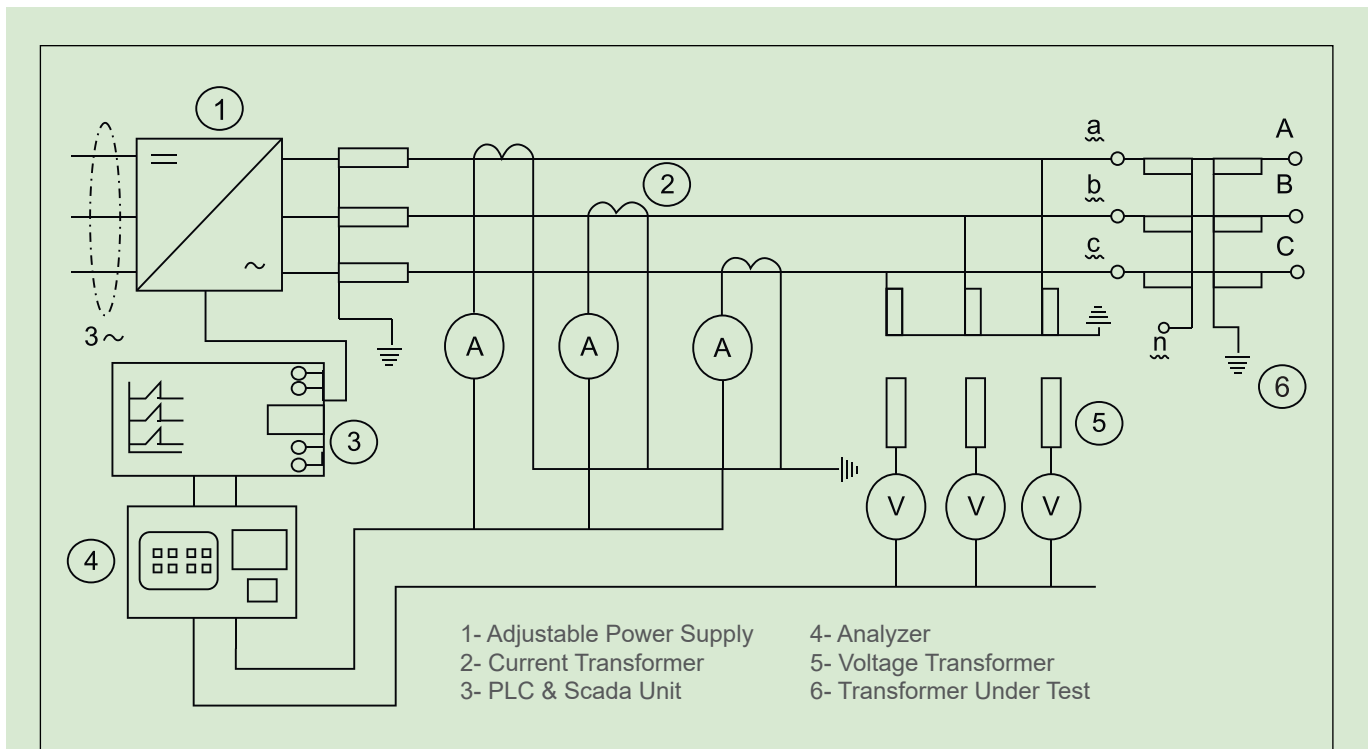 1
a
A
2
b
B
c
C
3
n
A
A
A
6
3
5
V
V
V
4
1- Adjustable Power Supply
2- Current Transformer
3- PLC & Scada Unit
4- Analyzer
5- Voltage Transformer
6- Transformer Under Test